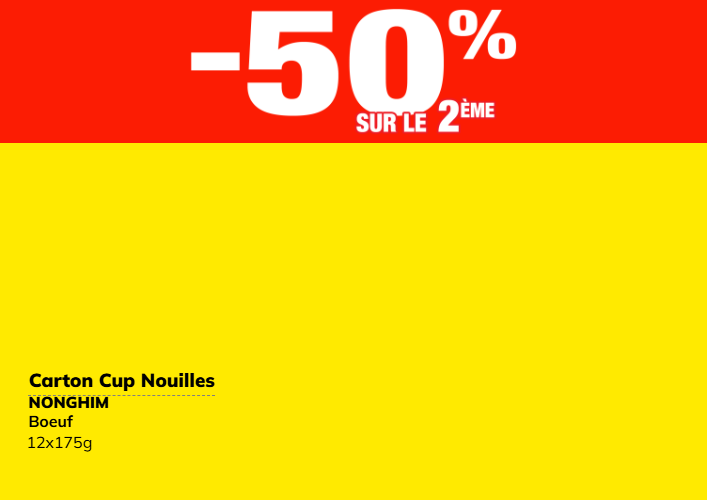 -50%
SUR LE 2ÈME
Carton Cup Nouilles
NONGHIM
Boeuf
12x175g